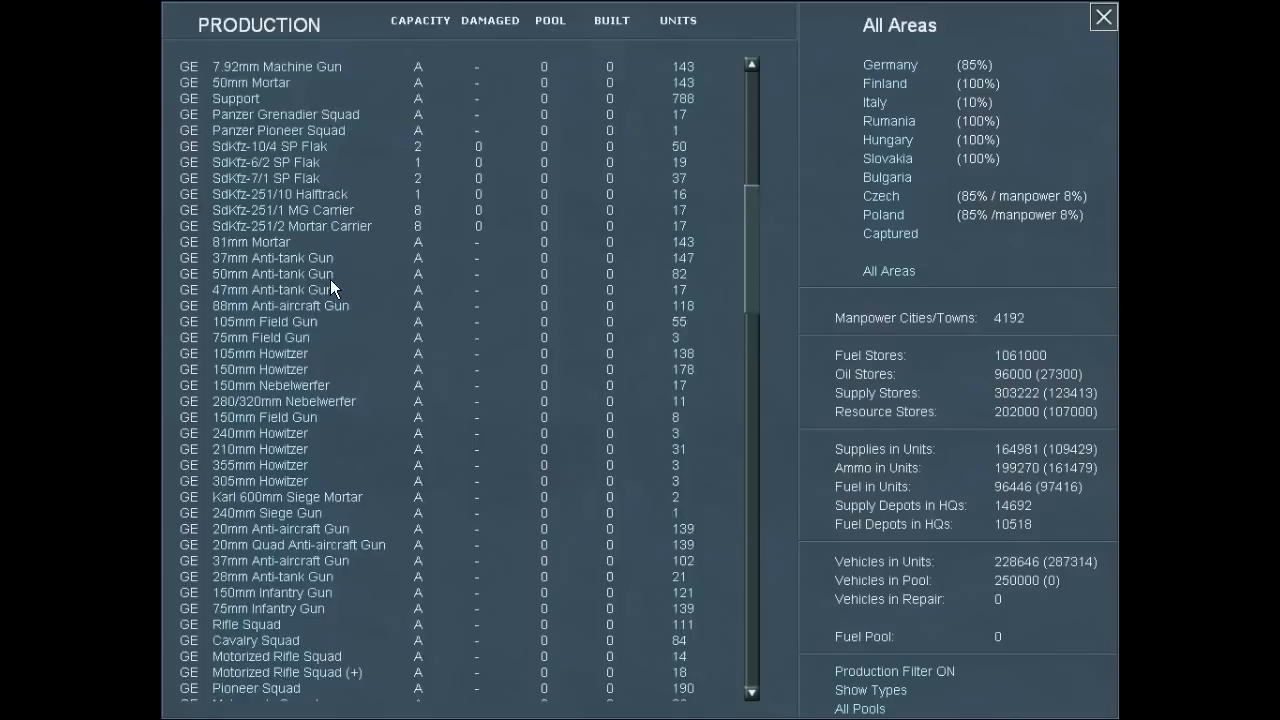 PRODUCTION CAPACITY DAMAGED POOL BUILT UNITS
GE 7.92mm Machine Gun A - 0 0 143
GE 50mm Mortar A - 0 0 143
GE Support A - 0 0 788
GE Panzer Grenadier Squad A - 0 0 17
GE Panzer Pioneer Squad A - 0 0 1
GE SdKfz-10/4 SP Flak 2 0 0 0 50
GE SdKfz-6/2 SP Flak 1 0 0 0 19
GE SdKfz-7/1 SP Flak 2 0 0 0 37
GE SdKfz-251/10 Halftrack 1 0 0 0 16
GE SdKfz-251/1 MG Carrier 8 0 0 0 17
GE SdKfz-251/2 Mortar Carrier 8 0 0 0 17
GE 81mm Mortar A - 0 0 143
GE 37mm Anti-tank Gun A - 0 0 147
GE 50mm Anti-tank Gun A - 0 0 82
GE 47mm Anti-tank Gun A - 0 0 17
GE 88mm Anti-aircraft Gun A - 0 0 118
GE 105mm Field Gun A - 0 0 55
GE 75mm Field Gun A - 0 0 3
GE 105mm Howitzer A - 0 0 138
GE 150mm Howitzer A - 0 0 178
GE 150mm Nebelwerfer A - 0 0 17
GE 280/320mm Nebelwerfer A - 0 0 11
GE 150mm Field Gun A - 0 0 8
GE 240mm Howitzer A - 0 0 3
GE 210mm Howitzer A - 0 0 31
GE 355mm Howitzer A - 0 0 3
GE 305mm Howitzer A - 0 0 3
GE Karl 600mm Siege Mortar A - 0 0 2
GE 240mm Siege Gun A - 0 0 1
GE 20mm Anti-aircraft Gun A - 0 0 139
GE 20mm Quad Anti-aircraft Gun A - 0 0 139
GE 37mm Anti-aircraft Gun A - 0 0 102
GE 28mm Anti-tank Gun A - 0 0 21
GE 150mm Infantry Gun A - 0 0 121
GE 75mm Infantry Gun A - 0 0 139
GE Rifle Squad A - 0 0 111
GE Cavalry Squad A - 0 0 84
GE Motorized Rifle Squad A - 0 0 14
GE Motorized Rifle Squad (+) A - 0 0 18
GE Pioneer Squad A - 0 0 190
All Areas
Germany (85%)
Finland (100%)
Italy (10%)
Rumania (100%)
Hungary (100%)
Slovakia (100%)
Bulgaria
Czech (85% / manpower 8%)
Poland (85% /manpower 8%)
Captured
All Areas
Manpower Cities/Towns: 4192
Fuel Stores: 1061000
Oil Stores: 96000 (27300)
Supply Stores: 303222 (123413)
Resource Stores: 202000 (107000)
Supplies in Units: 164981 (109429)
Ammo in Units: 199270 (161479)
Fuel in Units: 96446 (97416)
Supply Depots in HQs: 14692
Fuel Depots in HQs: 10518
Vehicles in Units: 228646 (287314)
Vehicles in Pool: 250000 (0)
Vehicles in Repair: 0
Fuel Pool: 0
Production Filter ON
Show Types
All Pools